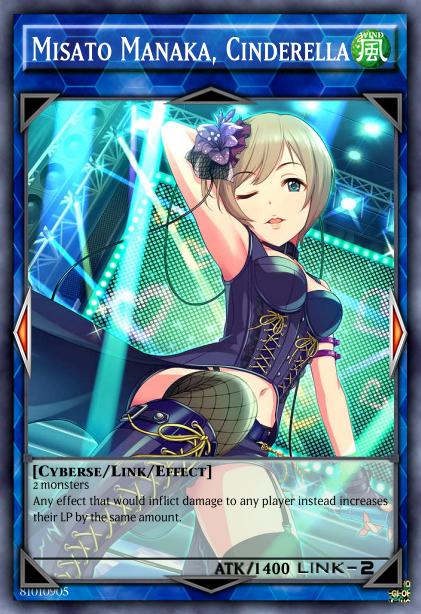 Misato Manaka, Cinderella
WIND
風
[Cyberse/Link/Effect]
2 monsters
Any effect that would inflict damage to any player instead increases
their LP by the same amount.
ATK/1400 LINK-2
81010905